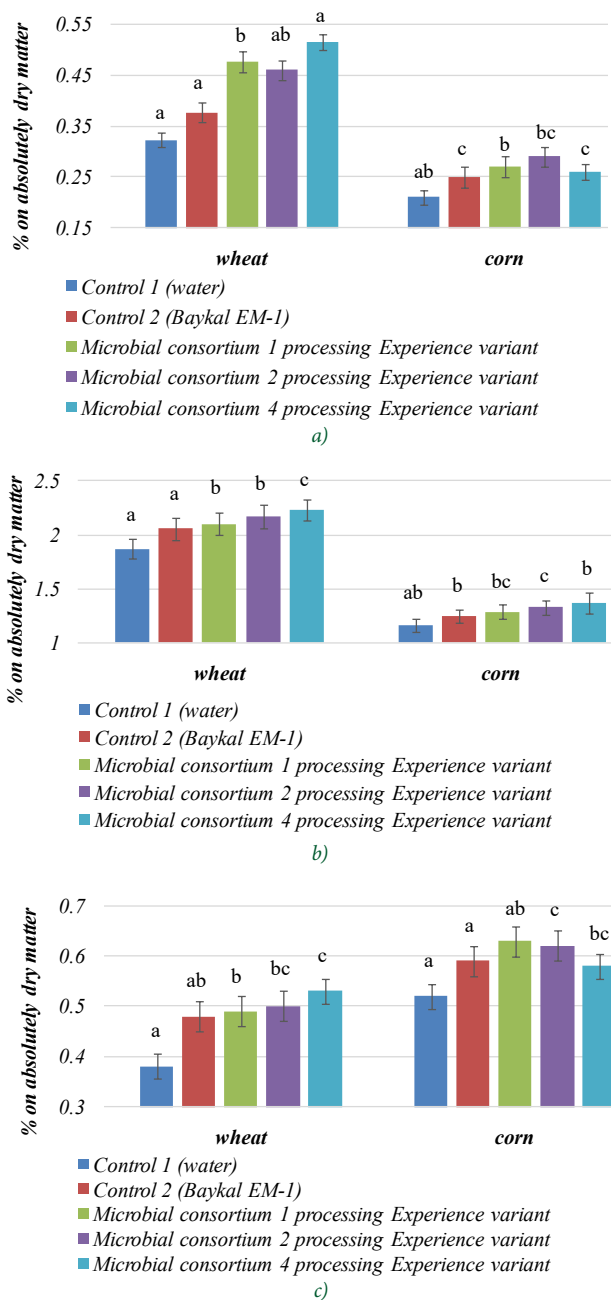 % on absolutely dry matter
0.55
0.45
0.35
0.25
0.15
a a b ab a
ab c b bc c
wheat corn
Control 1 (water)
Control 2 (Baykal EM-1)
Microbial consortium 1 processing Experience variant
Microbial consortium 2 processing Experience variant
Microbial consortium 4 processing Experience variant
a)
% on absolutely dry matter
2.5
2
1.5
1
a a b b c
ab b bc c b
wheat corn
Control 1 (water)
Control 2 (Baykal EM-1)
Microbial consortium 1 processing Experience variant
Microbial consortium 2 processing Experience variant
Microbial consortium 4 processing Experience variant
b)
% on absolutely dry matter
0.7
0.6
0.5
0.4
0.3
a ab b bc c
a a ab c bc
wheat corn
Control 1 (water)
Control 2 (Baykal EM-1)
Microbial consortium 1 processing Experience variant
Microbial consortium 2 processing Experience variant
Microbial consortium 4 processing Experience variant
c)